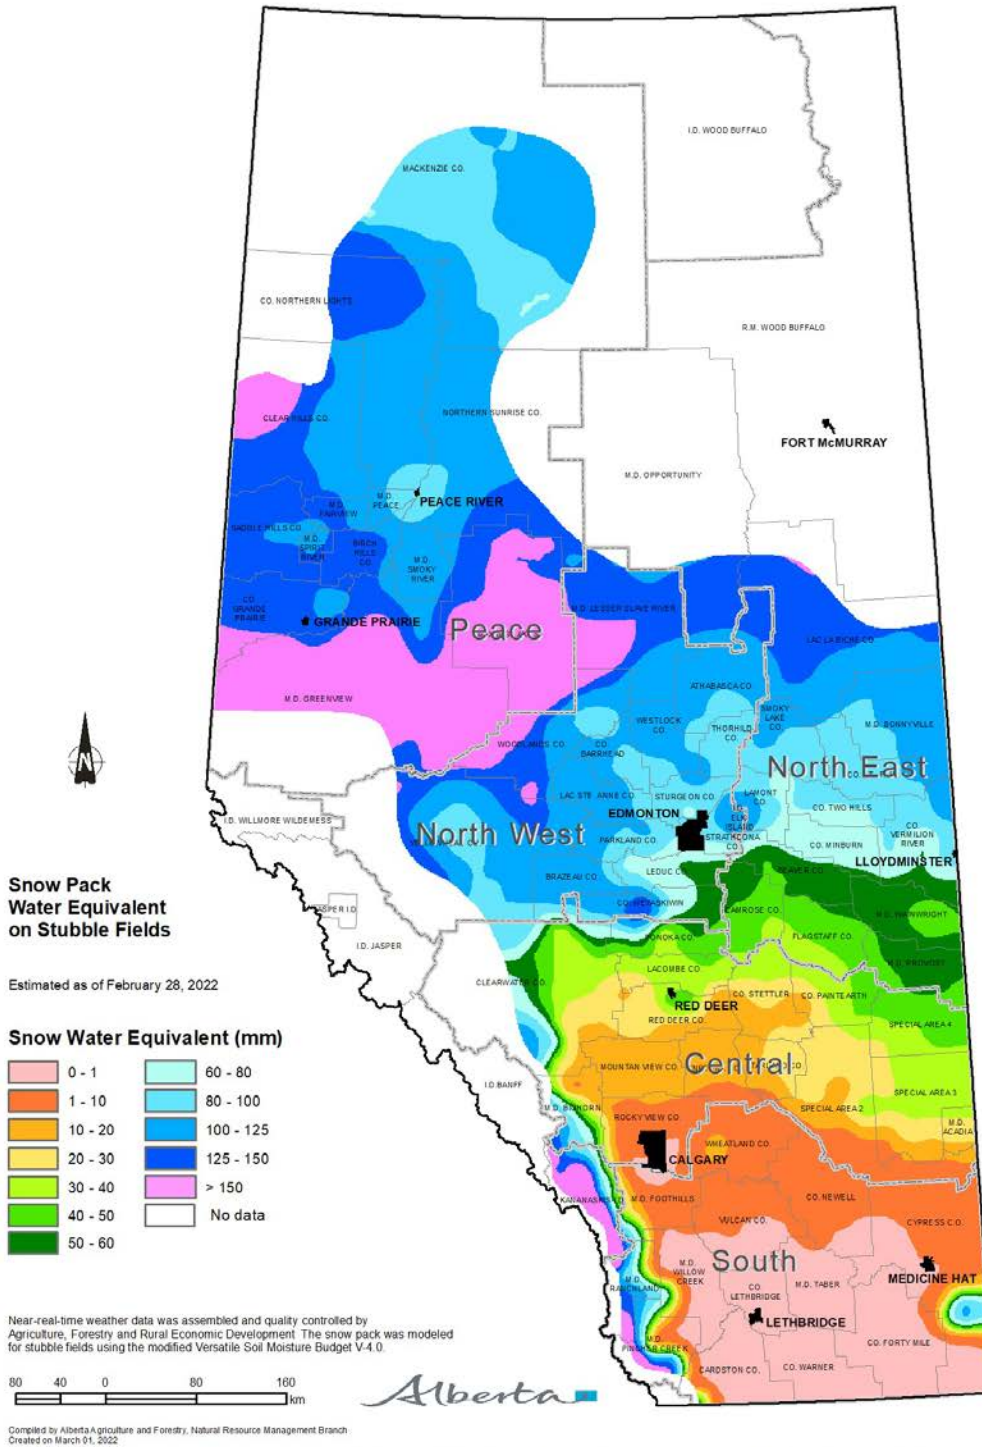 I.D. WOOD BUFFALO
MACKENZIE CO.
CO. NORTHERN LIGHTS
R.M. WOOD BUFFALO
CLEAR HILLS CO.
NORTHERN SUNRISE CO.
FORT McMURRAY
M.D. OPPORTUNITY
M.D.
PEACE
PEACE RIVER
M.D.
FAIRVIEW
SADDLE HILLS CO.
M.D.
SPIRIT
RIVER
BIRCH
HILLS
CO.
M.D.
SMOKY
RIVER
CO.
GRANDE
PRAIRIE
GRANDE PRAIRIE
Peace
M.D. LESSER SLAVE RIVER
LAC LA BICHE CO.
M.D. GREENVIEW
ATHABASCA CO.
SMOKY
LAKE
CO.
M.D. BONNYVILLE
WESTLOCK
CO.
THORHILD
CO.
WOODLANDS CO.
CO.
BARRHEAD
North East
N
LAC STE. ANNE CO.
STURGEON CO.
LAMONT
CO.
CO. TWO HILLS
EDMONTON
I.D.
ELK
ISLAND
STRATHCONA
CO.
I.D. WILLMORE WILDERNESS
North West
PARKLAND CO.
CO. MINBURN
CO.
VERMILION
RIVER
LLOYDMINSTER
BRAZEAU CO.
LEDUC CO.
BEAVER CO.
CO. WETASKIWIN
Snow Pack
Water Equivalent
on Stubble Fields
JASPER I.D.
CAMROSE CO.
M.D. WAINWRIGHT
I.D. JASPER
PONOKA CO.
FLAGSTAFF CO.
M.D. PROVOST
Estimated as of February 28, 2022
CLEARWATER CO.
LACOMBE CO.
CO. STETTLER
CO. PAINTEARTH
RED DEER
RED DEER CO.
SPECIAL AREA 4
Snow Water Equivalent (mm)
0 - 1
60 - 80
1 - 10
80 - 100
10 - 20
100 - 125
20 - 30
125 - 150
30 - 40
> 150
40 - 50
No data
50 - 60
MOUNTAIN VIEW CO.
Central
I.D. BANFF
SPECIAL AREA 3
M.D. BIGHORN
ROCKY VIEW CO
SPECIAL AREA 2
M.D.
ACADIA
WHEATLAND CO.
CALGARY
KANANASKIS I.D.
M.D. FOOTHILLS
CO. NEWELL
VULCAN CO.
CYPRESS C.O.
South
M.D.
WILLOW
CREEK
M.D.
RANCHLAND
CO
LETHBRIDGE
M.D. TABER
MEDICINE HAT
LETHBRIDGE
M.D.
PINCHER CREEK
CO. FORTY MILE
CARDSTON CO.
CO. WARNER
Near-real-time weather data was assembled and quality controlled by
Agriculture, Forestry and Rural Economic Development. The snow pack was modeled
for stubble fields using the modified Versatile Soil Moisture Budget V-4.0.
80 40 0 80 160
km
Alberta
Compiled by Alberta Agriculture and Forestry, Natural Resource Management Branch
Created on March 01, 2022